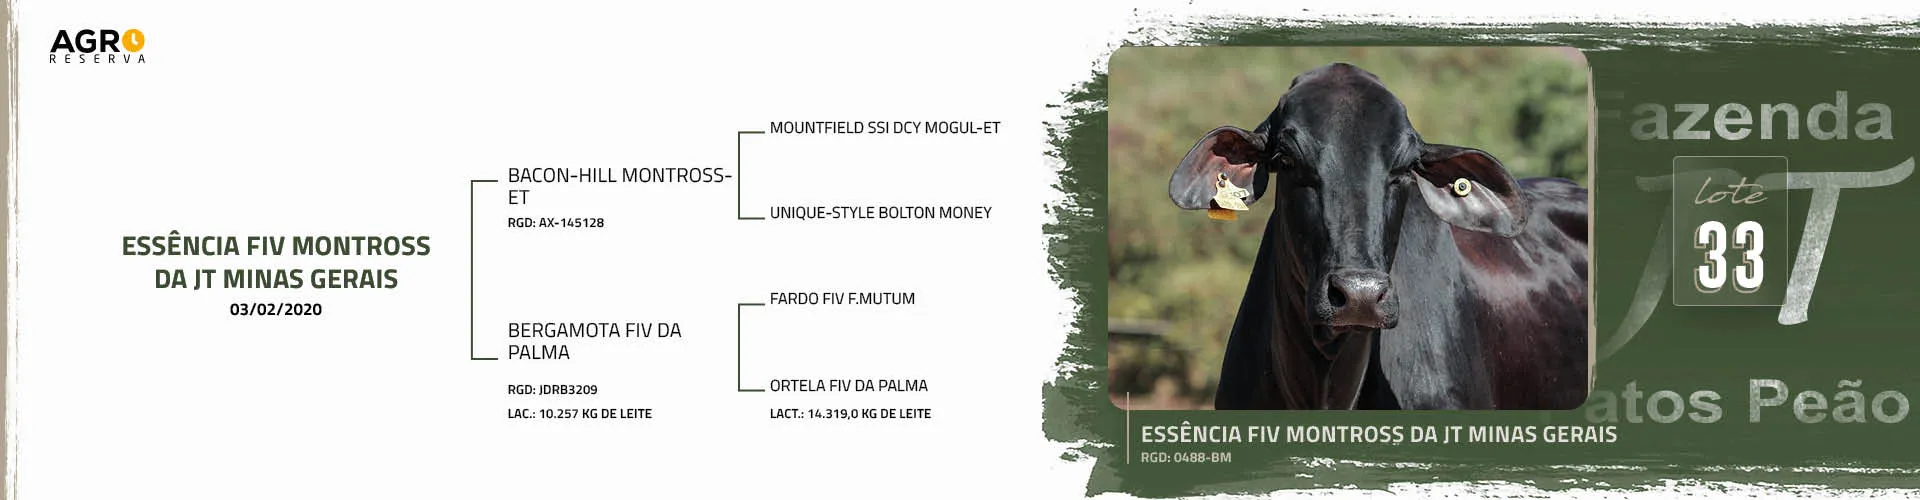 AGRO
RESERVA
ESSÊNCIA FIV MONTROSS
DA JT MINAS GERAIS
03/02/2020
BACON-HILL MONTROSS-
ET
RGD: AX-145128
BERGAMOTA FIV DA
PALMA
RGD: JDRB3209
LAC.: 10.257 KG DE LEITE
MOUNTFIELD SSI DCY MOGUL-ET
UNIQUE-STYLE BOLTON MONEY
FARDO FIV F.MUTUM
ORTELA FIV DA PALMA
LACT.: 14.319,0 KG DE LEITE
Fazenda
JT
lote
33
Patos Peão
ESSÊNCIA FIV MONTROSS DA JT MINAS GERAIS
RGD: 0488-BM